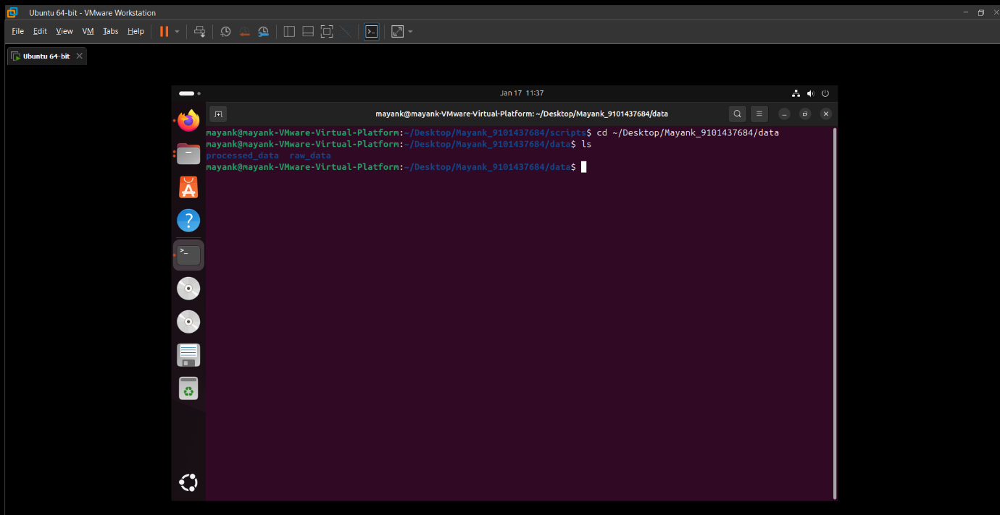 Ubuntu 64-bit - VMware Workstation
File Edit View VM Tabs Help
Ubuntu 64-bit
Jan 17 11:37
mayank@mayank-VMware-Virtual-Platform: ~/Desktop/Mayank_9101437684/data
mayank@mayank-VMware-Virtual-Platform:~/Desktop/Mayank_9101437684/scripts$ cd ~/Desktop/Mayank_9101437684/data
mayank@mayank-VMware-Virtual-Platform:~/Desktop/Mayank_9101437684/data$ ls
processed_data raw_data
mayank@mayank-VMware-Virtual-Platform:~/Desktop/Mayank_9101437684/data$